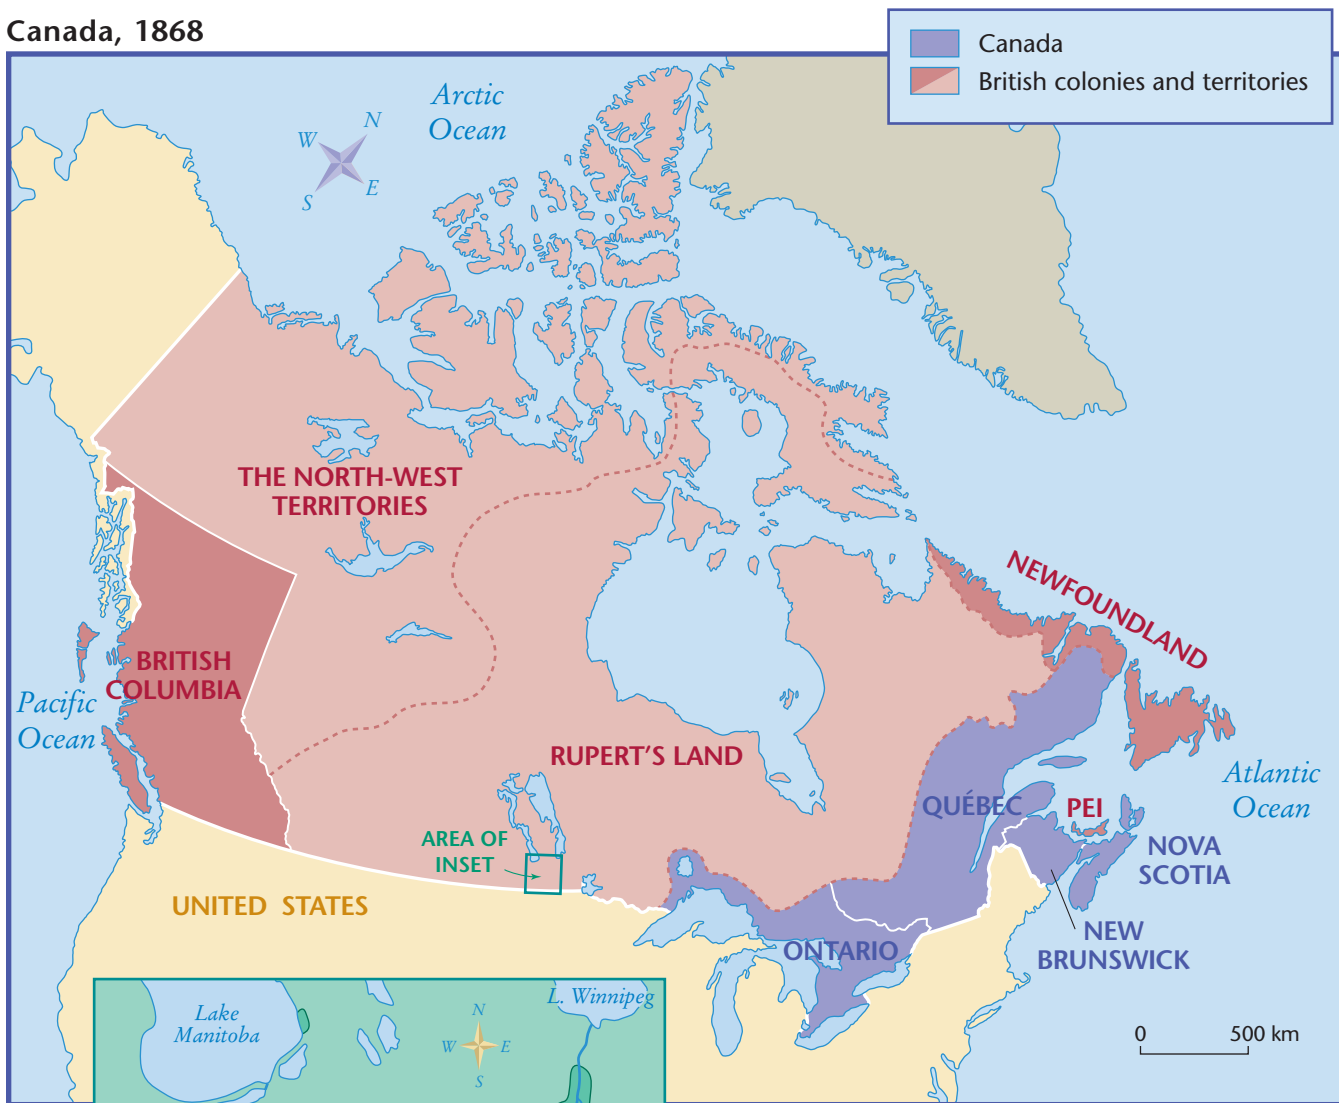 Canada, 1868
Canada
British colonies and territories
Arctic
Ocean
N
W
E
S
THE NORTH-WEST
TERRITORIES
NEWFOUNDLAND
BRITISH
COLUMBIA
Pacific
Ocean
RUPERT'S LAND
Atlantic
Ocean
QUÉBEC
PEI
AREA OF
INSET
NOVA
SCOTIA
UNITED STATES
NEW
BRUNSWICK
ONTARIO
L. Winnipeg
Lake
Manitoba
N
W
E
S
0
500 km